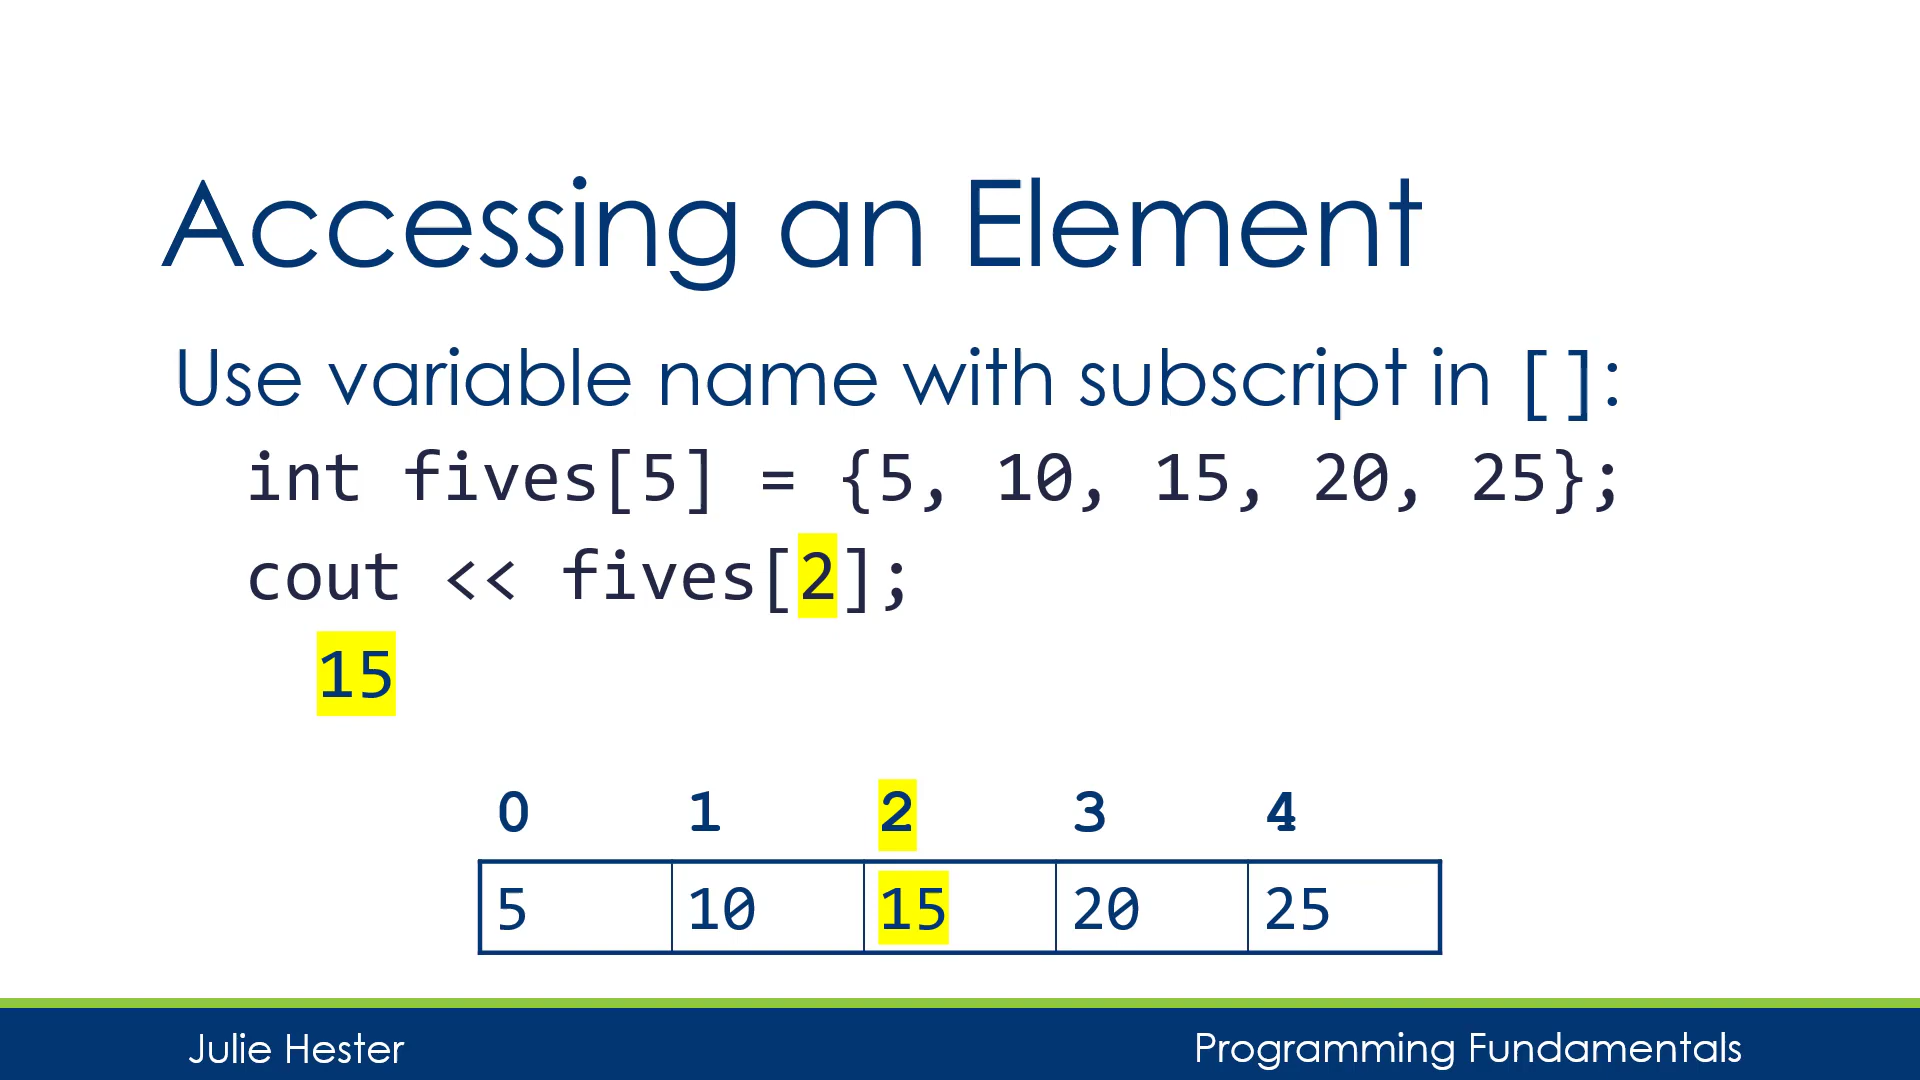 Accessing an Element
Use variable name with subscript in []:
int fives[5] = {5, 10, 15, 20, 25};
cout << fives[2];
15
0 1 2 3 4
5 10 15 20 25
Julie Hester
Programming Fundamentals